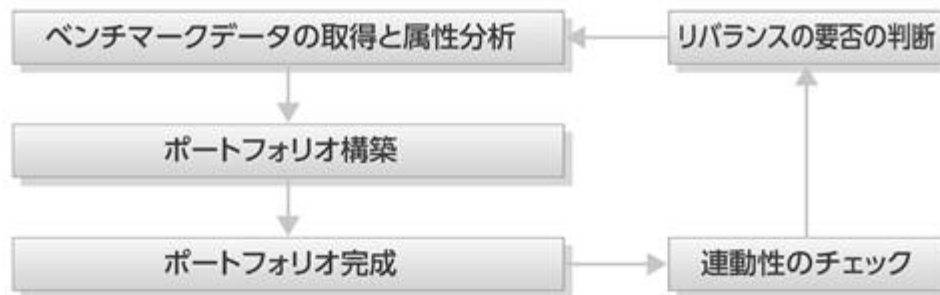 ベンチマークデータの取得と属性分析
リバランスの要否の判断
ポートフォリオ構築
ポートフォリオ完成
連動性のチェック